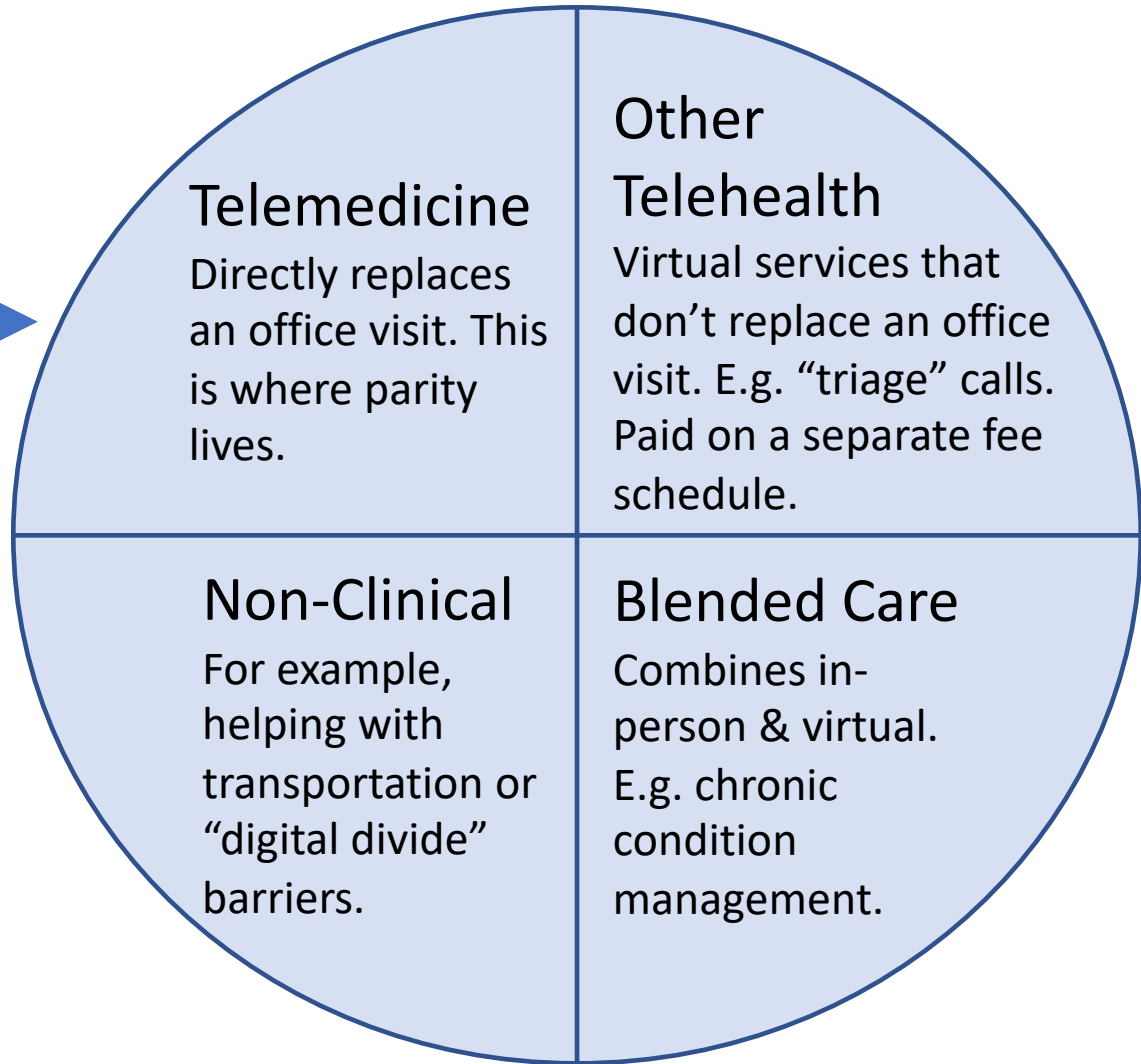 Telemedicine
Directly replaces
an office visit. This
is where parity
lives.
Other
Telehealth
Virtual services that
don’t replace an office
visit. E.g. “triage” calls.
Paid on a separate fee
schedule.
Non-Clinical
For example,
helping with
transportation or
“digital divide”
barriers.
Blended Care
Combines in-
person & virtual.
E.g. chronic
condition
management.